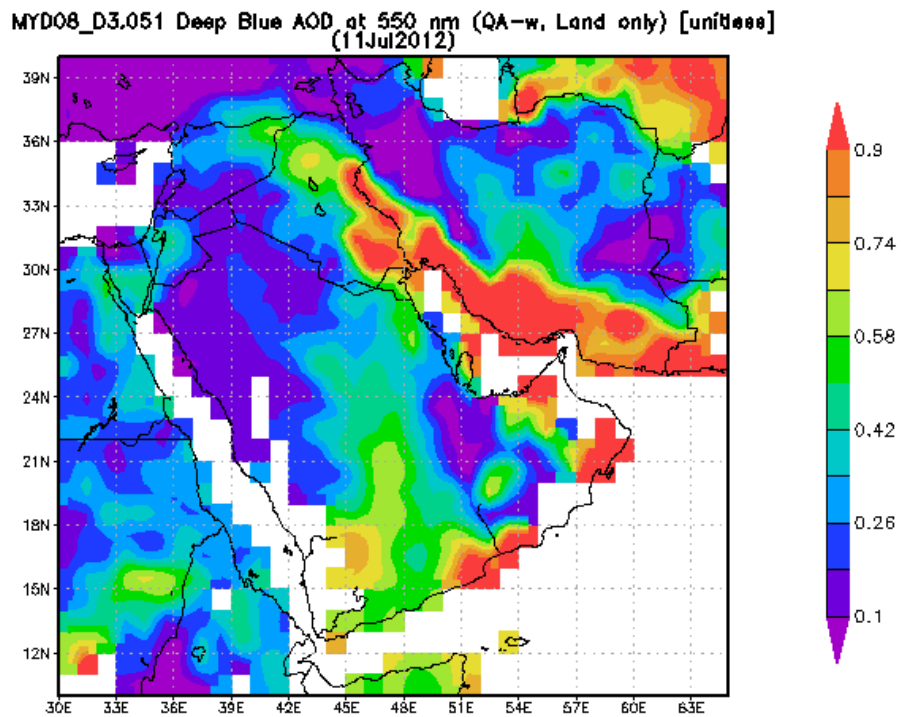 MYD08_D3.051 Deep Blue AOD at 550 nm (QA-w, Land only) [unitless]
(11Jul2012)
39N
36N
33N
30N
27N
24N
21N
18N
15N
12N
30E 33E 36E 39E 42E 45E 48E 51E 54E 57E 60E 63E
0.9
0.74
0.58
0.42
0.26
0.1